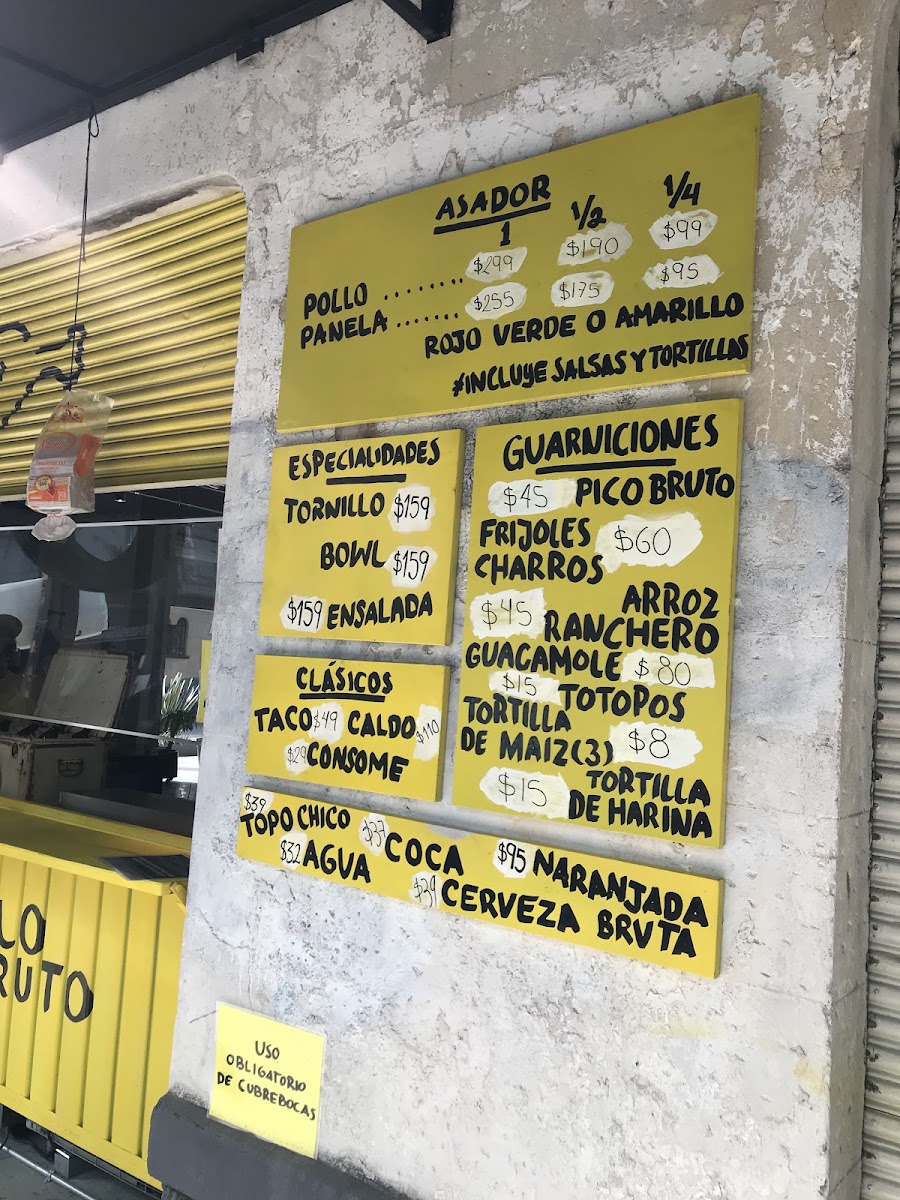 ASADOR
1 1/2 1/4
POLLO ........ $299 $190 $99
PANELA ....... $255 $175 $95
ROJO VERDE O AMARILLO
*INCLUYE SALSAS Y TORTILLAS
ESPECIALIDADES
TORNILLO $159
BOWL $159
$159 ENSALADA
CLÁSICOS
TACO $49 CALDO $110
$29 CONSOME
GUARNICIONES
$45 PICO BRUTO
FRIJOLES
CHARROS $60
$45 ARROZ
RANCHERO
GUACAMOLE $80
$15 TOTOPOS
TORTILLA
DE MAIZ(3) $8
$15 TORTILLA
DE HARINA
$39 TOPO CHICO $37 COCA $95 NARANJADA
$32 AGUA $39 CERVEZA BRUTA
LO
RUTO
USO
OBLIGATORIO
DE CUBREBOCAS